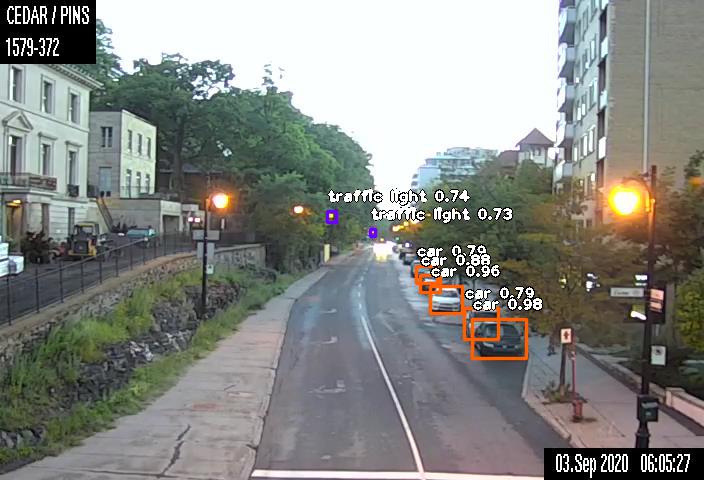 CEDAR / PINS
1579-372
traffic light 0.74
traffic light 0.73
car 0.79
car 0.88
car 0.96
car 0.79
car 0.98
03.Sep 2020 06:05:27